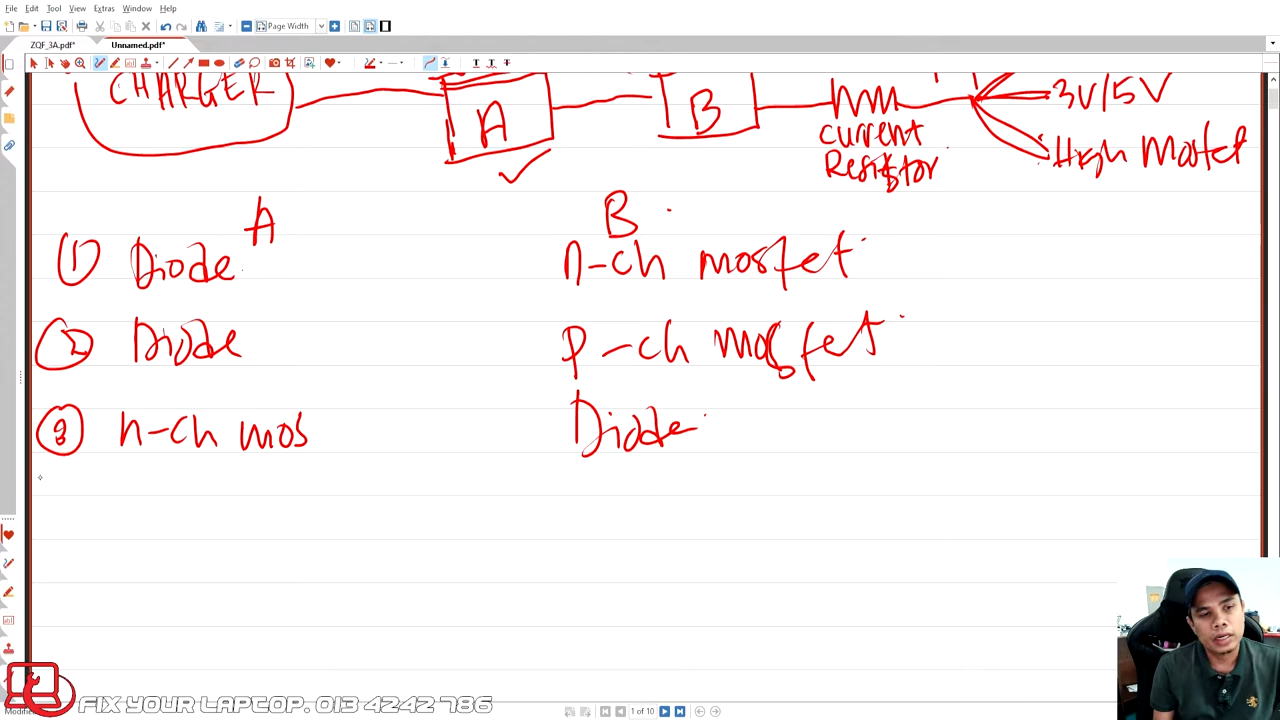 File Edit Tool View Extras Window Help
Page Width
ZQF_3A.pdf* Unnamed.pdf*
CHARGER A B 3V/5V
current
Resistor
High Mosfet
A B
① Diode n-ch mosfet
② Diode p-ch mosfet
③ n-ch mos Diode
FIX YOUR LAPTOP. 013 4242 786
1 of 10